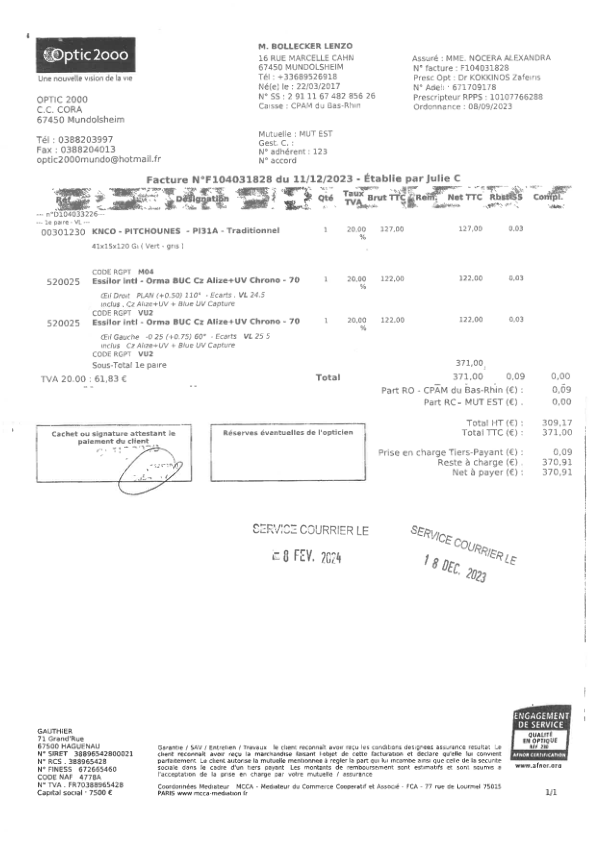 Optic 2000
Une nouvelle vision de la vie
OPTIC 2000
C.C. CORA
67450 Mundolsheim
Tél : 0388203997
Fax : 0388204013
optic2000mundo@hotmail.fr
M. BOLLECKER LENZO
16 RUE MARCELLE CAHN
67450 MUNDOLSHEIM
Tél : +33689526918
Né(e) le : 22/03/2017
N° SS : 2 91 11 67 482 856 26
Caisse : CPAM du Bas-Rhin
Mutuelle : MUT EST
Gest. C. :
N° adhérent : 123
N° accord
Assuré : MME. NOCERA ALEXANDRA
N° facture : F104031828
Presc Opt : Dr KOKKINOS Zafeiris
N° Adeli : 671709178
Prescripteur RPPS : 10107766288
Ordonnance : 08/09/2023
Facture N°F104031828 du 11/12/2023 - Établie par Julie C
Réf Désignation Qté Taux TVA Brut TTC Rem. Net TTC RbstSS Compl.
--- n°D104033226---
--- 1e paire - VL ---
00301230 KNCO - PITCHOUNES - PI31A - Traditionnel 1 20,00 % 127,00 127,00 0,03
41x15x120 G ( Vert - gris )
CODE RGPT M04
520025 Essilor intl - Orma BUC Cz Alize+UV Chrono - 70 1 20,00 % 122,00 122,00 0,03
Œil Droit PLAN (+0.50) 110° - Ecarts . VL 24.5
inclus . Cz Alize+UV + Blue UV Capture
CODE RGPT VU2
520025 Essilor intl - Orma BUC Cz Alize+UV Chrono - 70 1 20,00 % 122,00 122,00 0,03
Œil Gauche -0 25 (+0.75) 60° - Ecarts VL 25 5
inclus Cz Alize+UV + Blue UV Capture
CODE RGPT VU2
Sous-Total 1e paire 371,00
TVA 20.00 : 61,83 € Total 371,00 0,09 0,00
Part RO - CPAM du Bas-Rhin (€) : 0,09
Part RC- MUT EST (€) . 0,00
Total HT (€) : 309,17
Total TTC (€) : 371,00
Prise en charge Tiers-Payant (€) : 0,09
Reste à charge (€) . 370,91
Net à payer (€) : 370,91
Cachet ou signature attestant le
paiement du client
Réserves éventuelles de l'opticien
SERVICE COURRIER LE
8 FEV. 2024
SERVICE COURRIER LE
18 DEC. 2023
GAUTHIER
71 Grand'Rue
67500 HAGUENAU
N° SIRET 38896542800021
N° RCS . 388965428
N° FINESS 672665460
CODE NAF 4778A
N° TVA . FR70388965428
Capital social · 7500 €
Garantie / SAV / Entretien / Travaux le client reconnaît avoir reçu les conditions designees assurance resultat Le
client reconnaît avoir reçu la marchandise faisant l'objet de cette facturation et déclare qu'elle lui convient
parfaitement. Le client autorise la mutuelle mentionnée à regler la part qui lui incombe ainsi que celle de la securité
sociale dans le cadre d'un tiers payant Les montants de remboursement sont estimatifs et sont soumis a
l'acceptation de la prise en charge par votre mutuelle / assurance
Coordonnées Mediateur MCCA - Mediateur du Commerce Cooperatif et Associé - FCA - 77 rue de Lourmel 75015
PARIS www mcca-mediation.fr
ENGAGEMENT
DE SERVICE
QUALITÉ
EN OPTIQUE
AFNOR CERTIFICATION
www.afnor.org
1/1